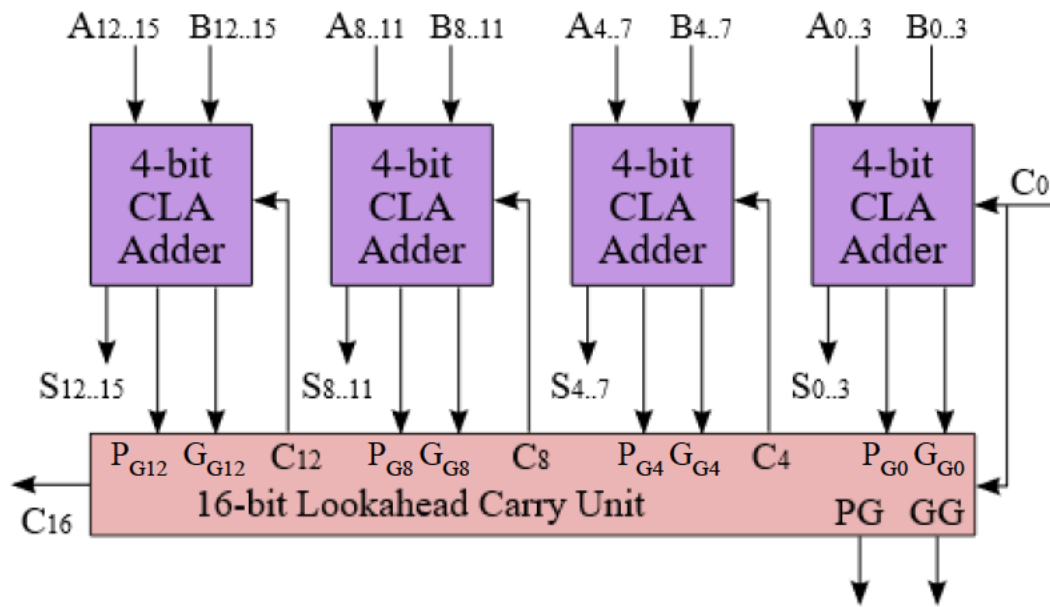 A12..15 B12..15 A8..11 B8..11 A4..7 B4..7 A0..3 B0..3
4-bit CLA Adder
4-bit CLA Adder
4-bit CLA Adder
4-bit CLA Adder
C0
S12..15 S8..11 S4..7 S0..3
PG12 GG12 C12 PG8 GG8 C8 PG4 GG4 C4 PG0 GG0
16-bit Lookahead Carry Unit
PG GG
C16